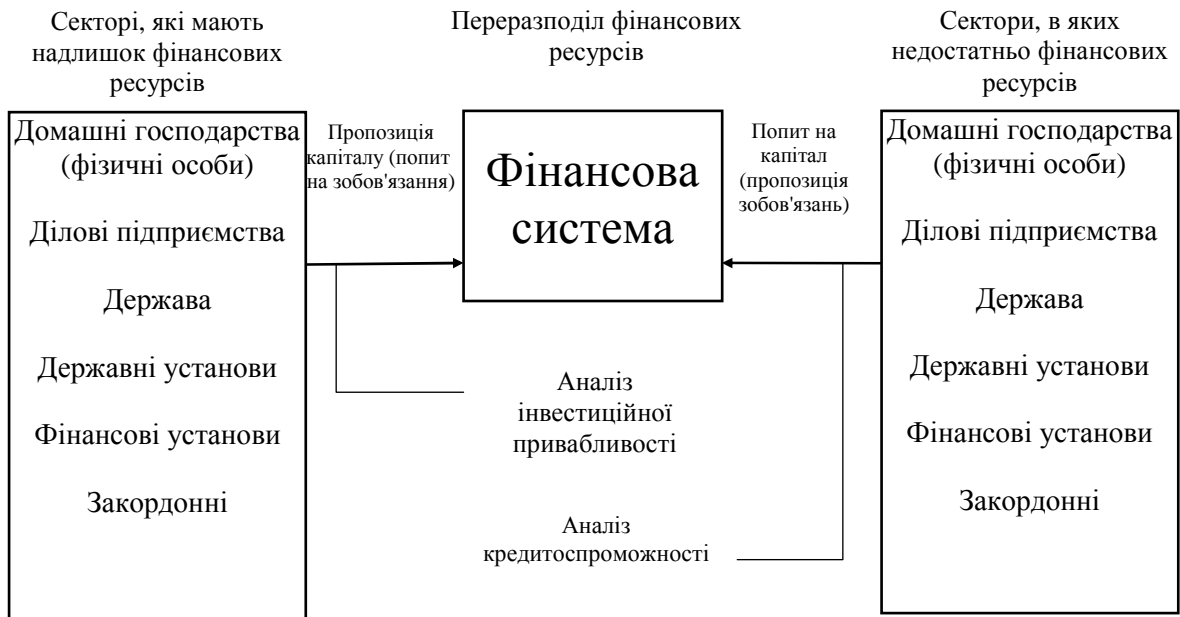 Секторі, які мають
надлишок фінансових
ресурсів
Переразподіл фінансових
ресурсів
Сектори, в яких
недостатньо фінансових
ресурсів
Домашні господарства
(фізичні особи)
Ділові підприємства
Держава
Державні установи
Фінансові установи
Закордонні
Пропозиція
капіталу (попит
на зобов'язання)
Фінансова
система
Попит на
капітал
(пропозиція
зобов'язань)
Домашні господарства
(фізичні особи)
Ділові підприємства
Держава
Державні установи
Фінансові установи
Закордонні
Аналіз
інвестиційної
привабливості
Аналіз
кредитоспроможності